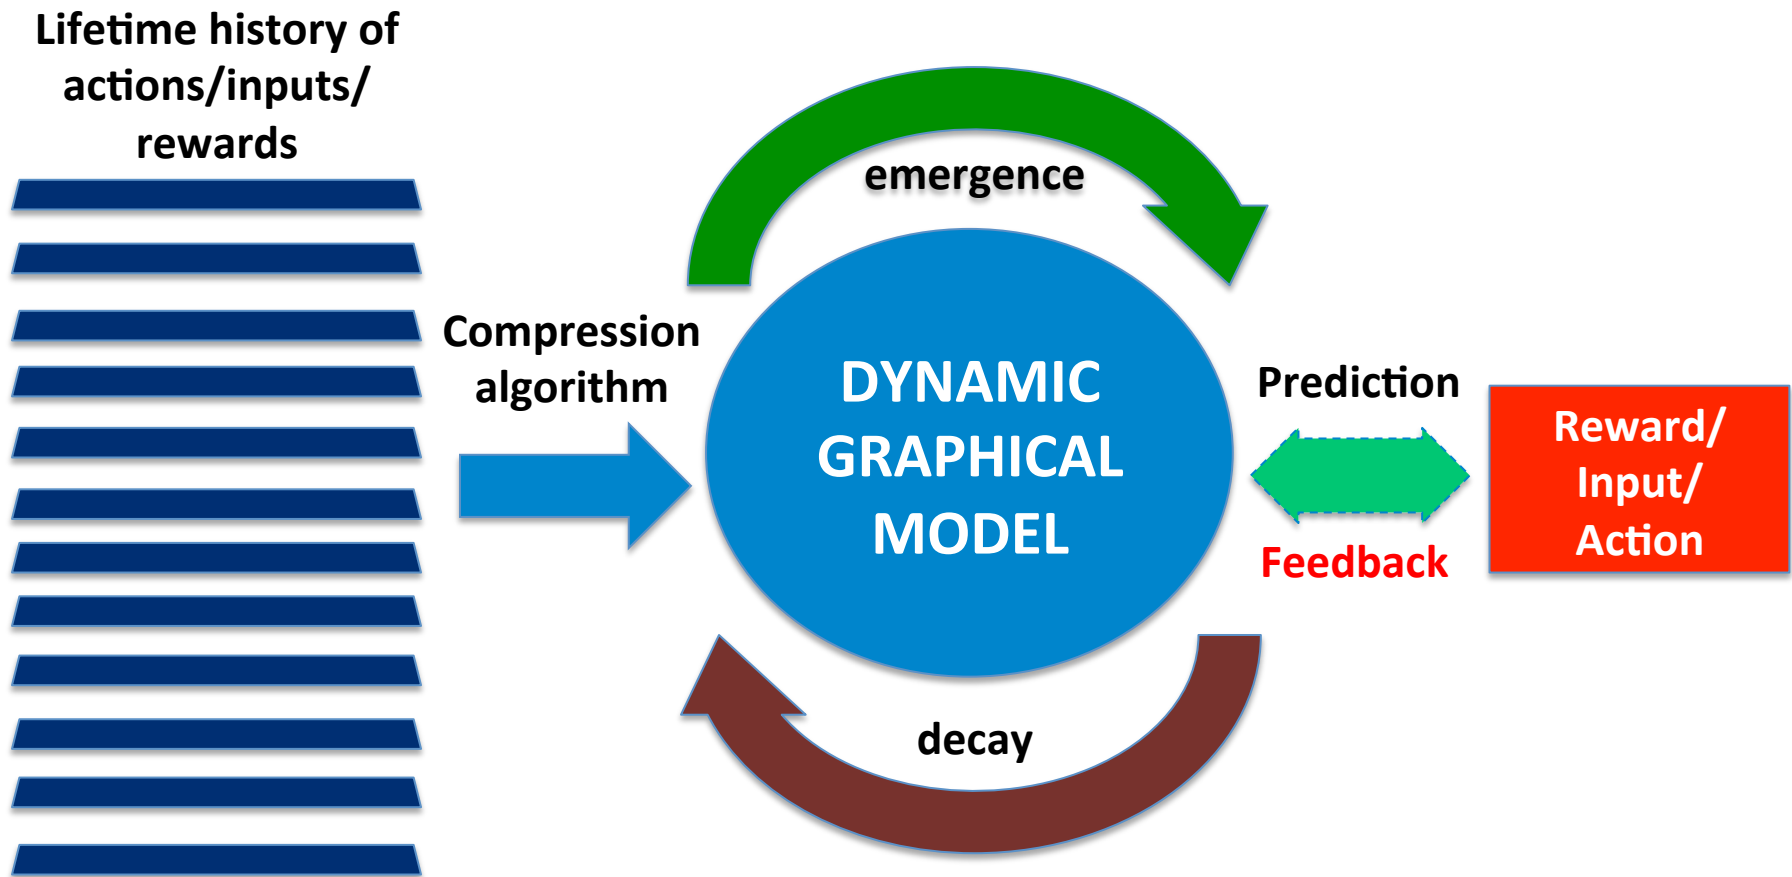 Lifetime history of
actions/inputs/
rewards
emergence
Compression
algorithm
DYNAMIC
GRAPHICAL
MODEL
Prediction
Feedback
Reward/
Input/
Action
decay